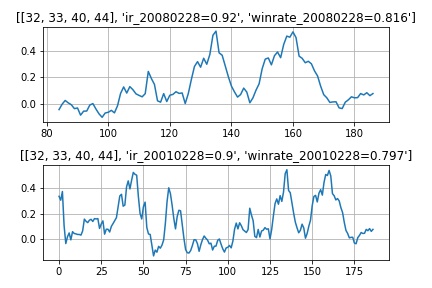 [[32, 33, 40, 44], 'ir_20080228=0.92', 'winrate_20080228=0.816']
0.4
0.2
0.0
80 100 120 140 160 180
[[32, 33, 40, 44], 'ir_20010228=0.9', 'winrate_20010228=0.797']
0.4
0.2
0.0
0 25 50 75 100 125 150 175